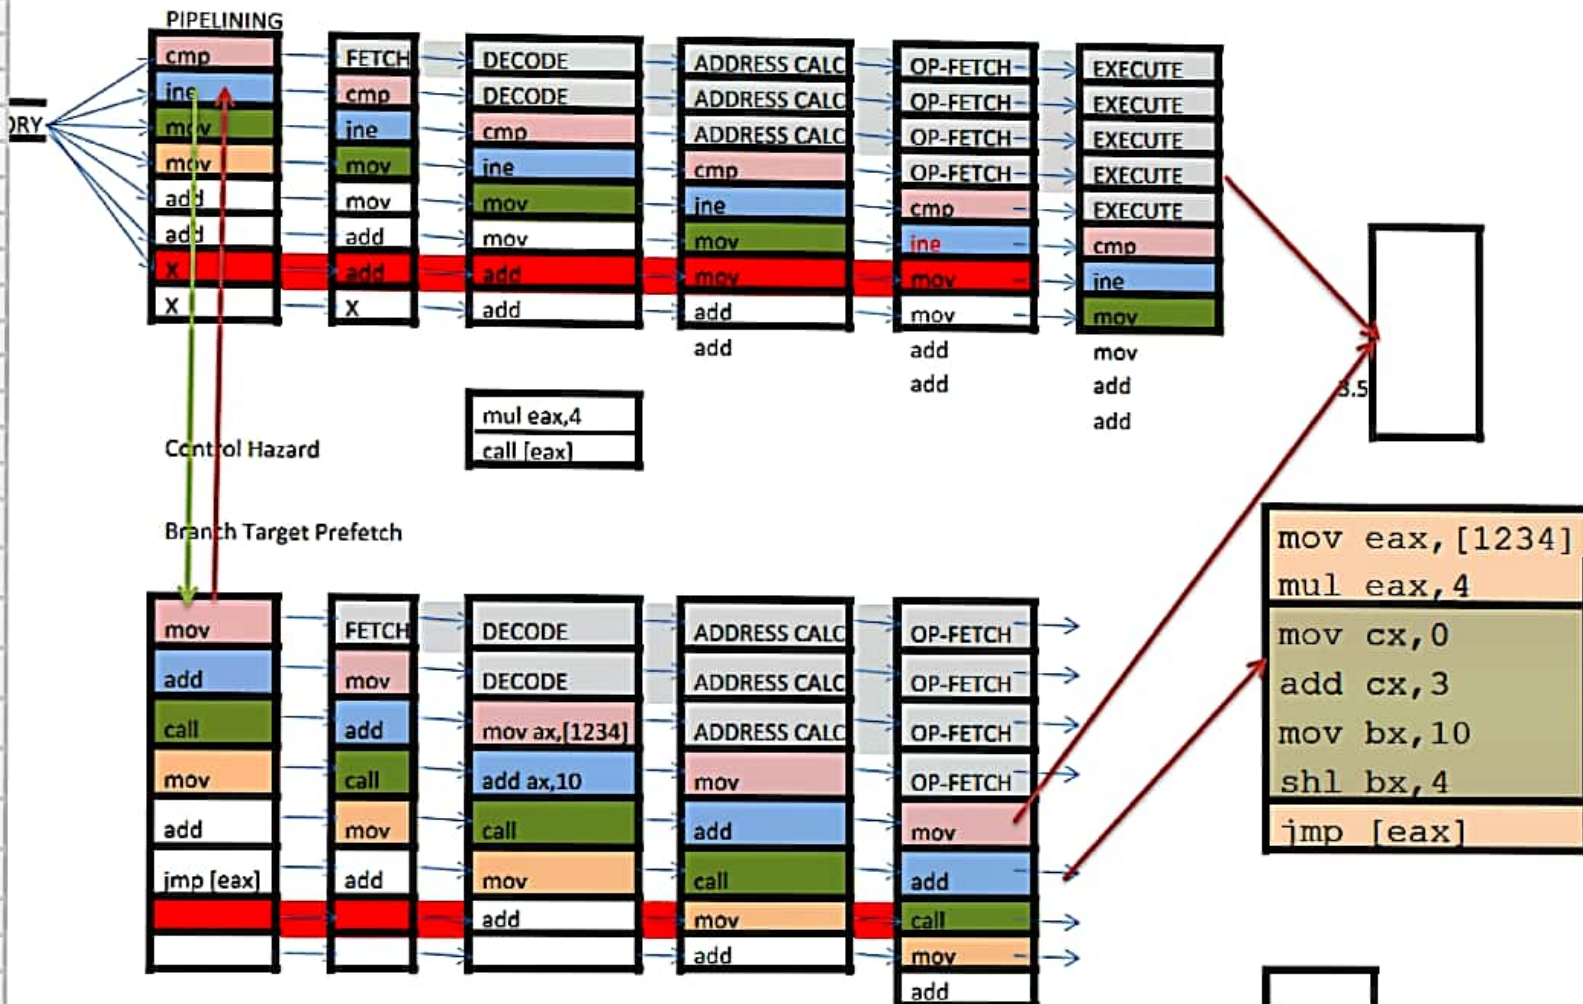 PIPELINING
cmp FETCH DECODE ADDRESS CALC OP-FETCH EXECUTE
jne cmp DECODE ADDRESS CALC OP-FETCH EXECUTE
mov jne cmp ADDRESS CALC OP-FETCH EXECUTE
mov mov jne cmp OP-FETCH EXECUTE
add mov mov jne cmp EXECUTE
add add mov mov jne cmp
X add add mov mov jne
X X add add mov mov
add add mov
add add
add
ORY
3.5
mul eax,4
call [eax]
Control Hazard
Branch Target Prefetch
mov FETCH DECODE ADDRESS CALC OP-FETCH
add mov DECODE ADDRESS CALC OP-FETCH
call add mov ax,[1234] ADDRESS CALC OP-FETCH
mov call add ax,10 mov OP-FETCH
add mov call add mov
jmp [eax] add mov call add
add mov call
add mov
add
mov eax,[1234]
mul eax,4
mov cx,0
add cx,3
mov bx,10
shl bx,4
jmp [eax]